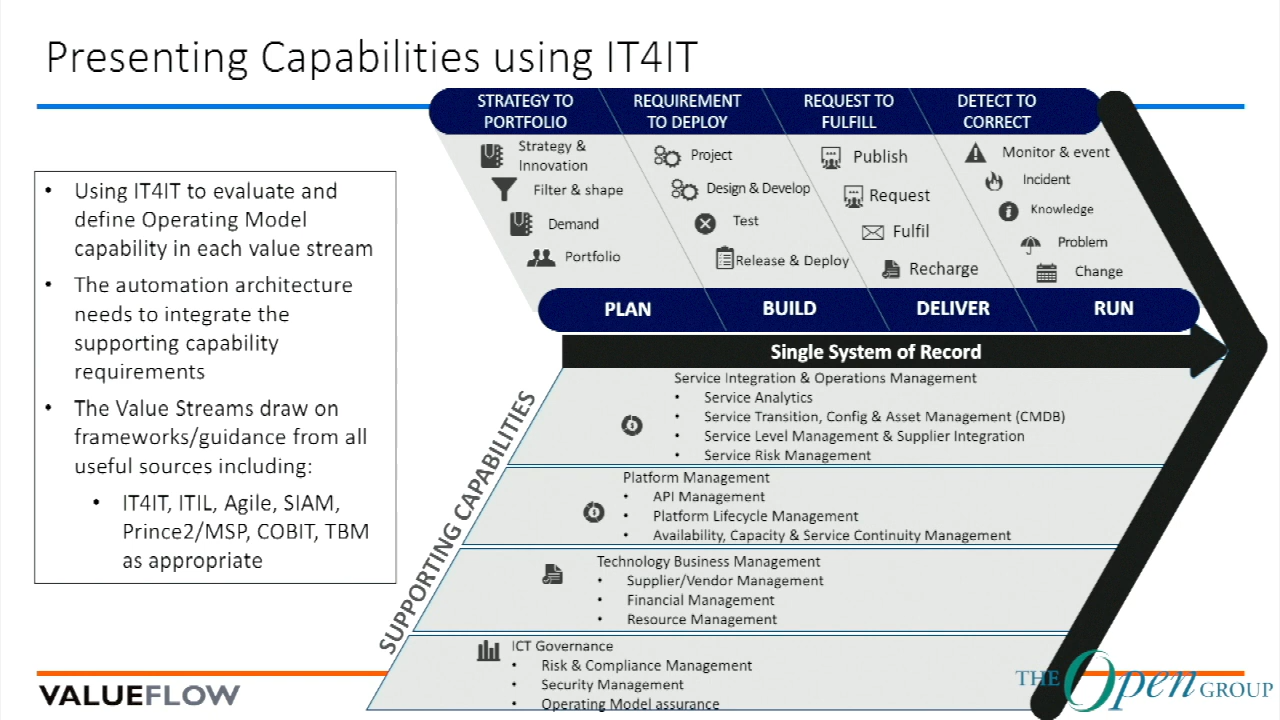 Presenting Capabilities using IT4IT
• Using IT4IT to evaluate and
define Operating Model
capability in each value stream
• The automation architecture
needs to integrate the
supporting capability
requirements
• The Value Streams draw on
frameworks/guidance from all
useful sources including:
• IT4IT, ITIL, Agile, SIAM,
Prince2/MSP, COBIT, TBM
as appropriate
STRATEGY TO
PORTFOLIO
Strategy &
Innovation
Filter & shape
Demand
Portfolio
PLAN
REQUIREMENT
TO DEPLOY
Project
Design & Develop
Test
Release & Deploy
BUILD
REQUEST TO
FULFILL
Publish
Request
Fulfil
Recharge
DELIVER
DETECT TO
CORRECT
Monitor & event
Incident
Knowledge
Problem
Change
RUN
Single System of Record
SUPPORTING CAPABILITIES
Service Integration & Operations Management
• Service Analytics
• Service Transition, Config & Asset Management (CMDB)
• Service Level Management & Supplier Integration
• Service Risk Management
Platform Management
• API Management
• Platform Lifecycle Management
• Availability, Capacity & Service Continuity Management
Technology Business Management
• Supplier/Vendor Management
• Financial Management
• Resource Management
ICT Governance
• Risk & Compliance Management
• Security Management
• Operating Model assurance
VALUEFLOW
THE Open GROUP